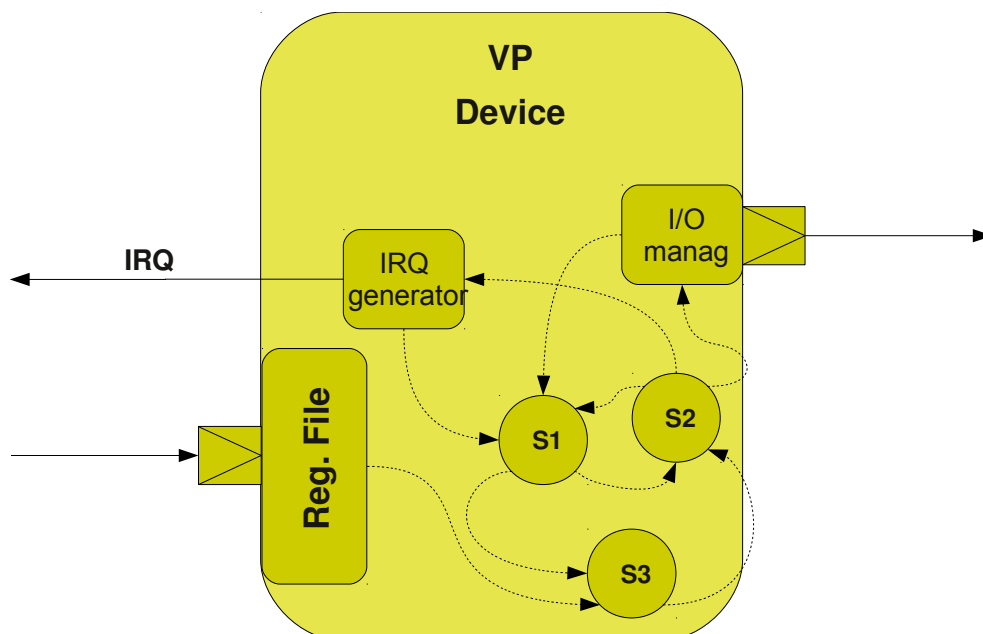 VP
Device
I/O
manag
IRQ
IRQ
generator
Reg. File
S1
S2
S3